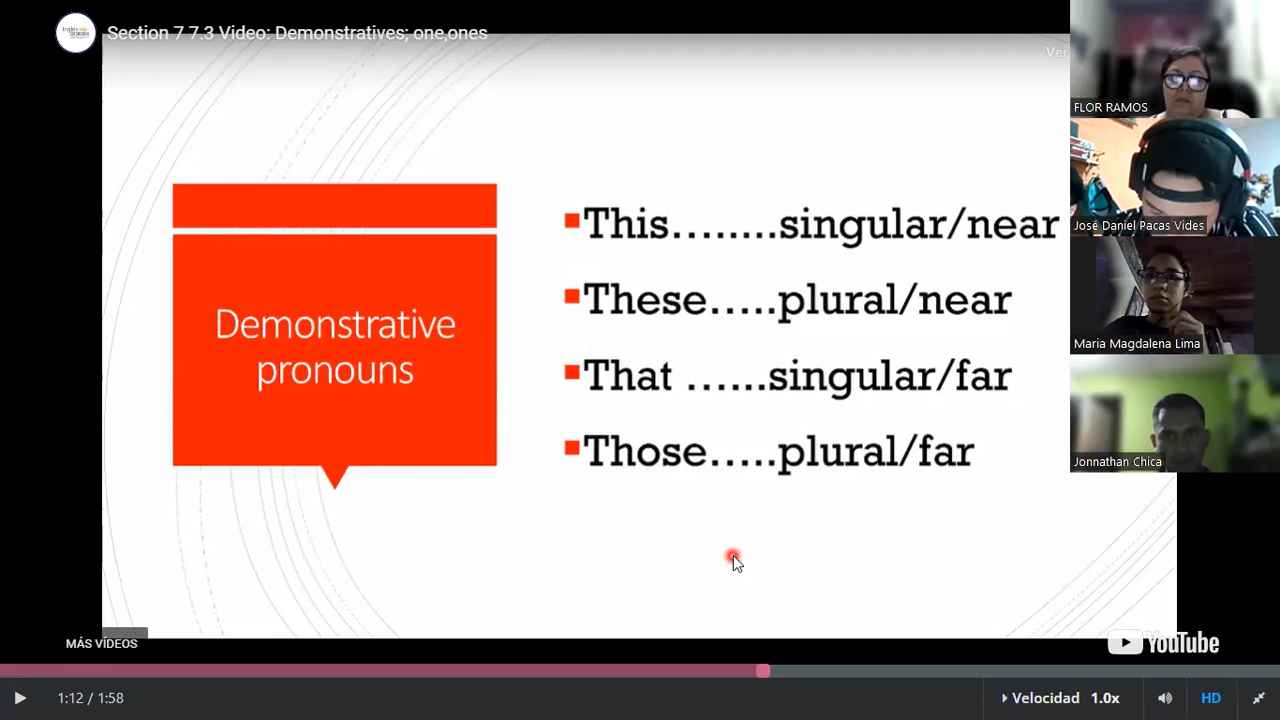 Section 7 7.3 Video: Demonstratives; one,ones
Ver
FLOR RAMOS
José Daniel Pacas Vides
Maria Magdalena Lima
Jonnathan Chica
Demonstrative
pronouns
▪This…......singular/near
▪These…..plural/near
▪That …...singular/far
▪Those…..plural/far
MÁS VÍDEOS
YouTube
1:12 / 1:58
Velocidad 1.0x
HD